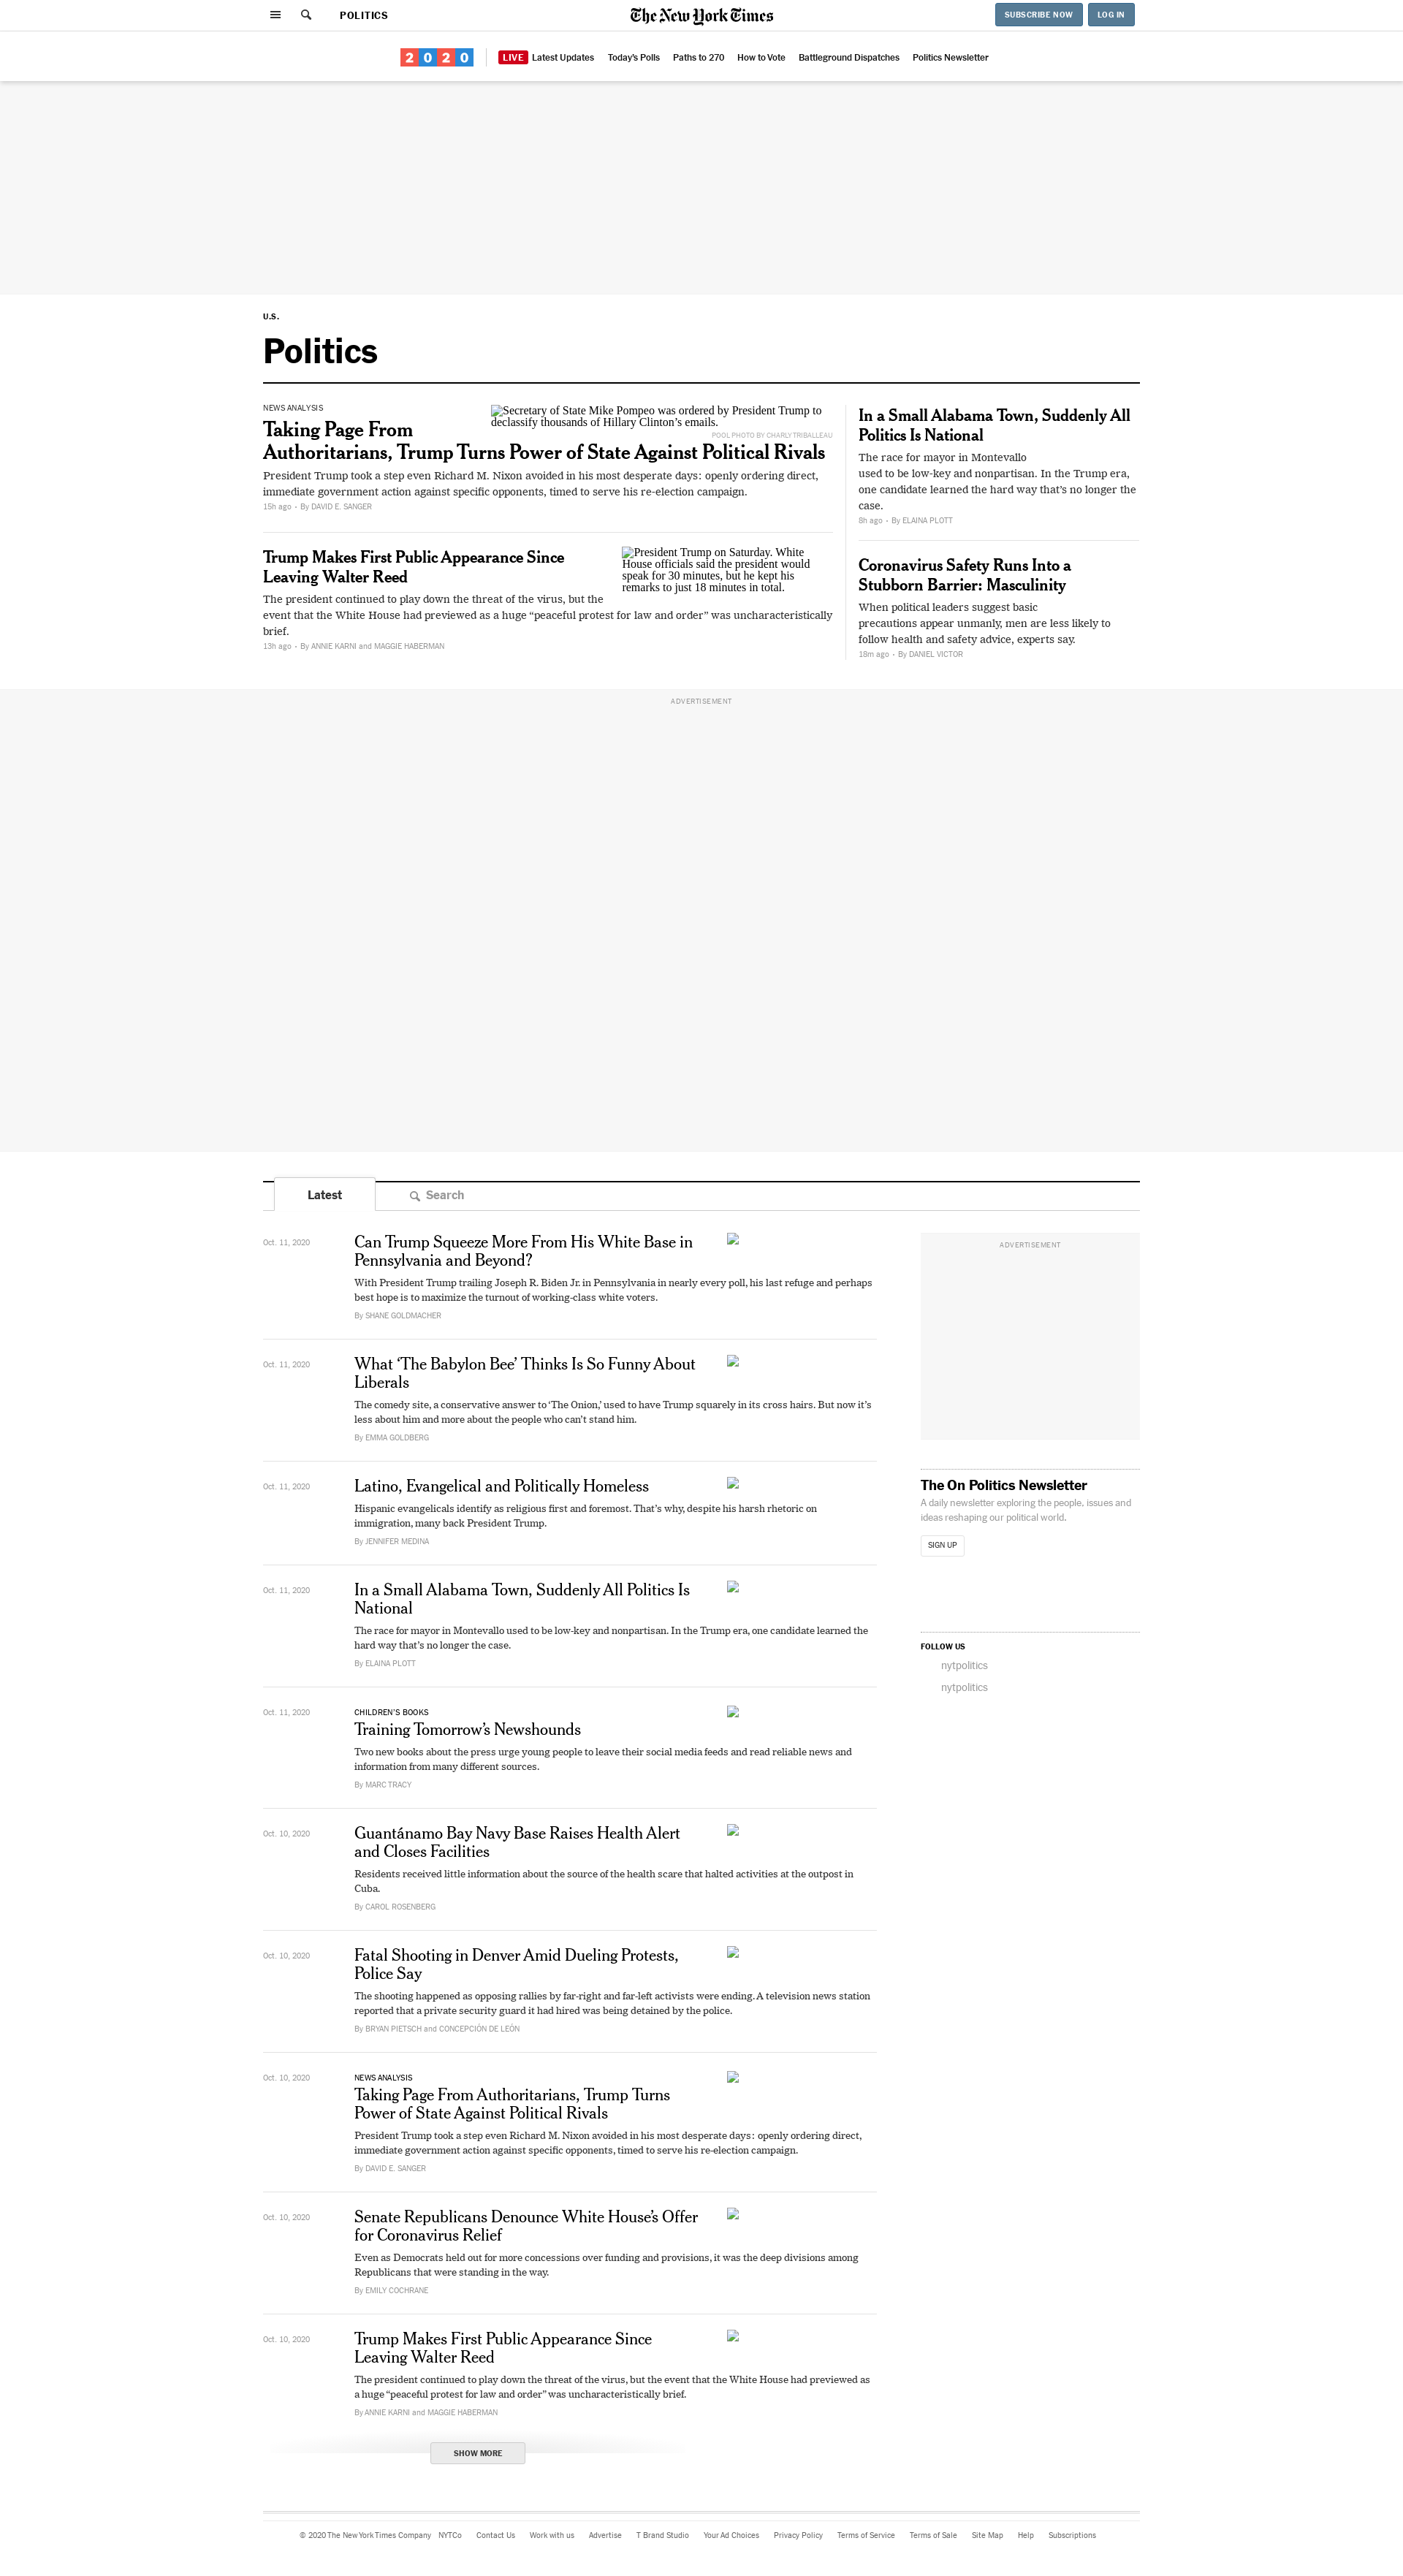 POLITICS
The New York Times
SUBSCRIBE NOW
LOG IN
2020
LIVE Latest Updates
Today's Polls
Paths to 270
How to Vote
Battleground Dispatches
Politics Newsletter
U.S.
Politics
NEWS ANALYSIS
Secretary of State Mike Pompeo was ordered by President Trump to
declassify thousands of Hillary Clinton’s emails.
POOL PHOTO BY CHARLY TRIBALLEAU
Taking Page From
Authoritarians, Trump Turns Power of State Against Political Rivals
President Trump took a step even Richard M. Nixon avoided in his most desperate days: openly ordering direct,
immediate government action against specific opponents, timed to serve his re-election campaign.
15h ago • By DAVID E. SANGER
Trump Makes First Public Appearance Since
Leaving Walter Reed
President Trump on Saturday. White
House officials said the president would
speak for 30 minutes, but he kept his
remarks to just 18 minutes in total.
The president continued to play down the threat of the virus, but the
event that the White House had previewed as a huge “peaceful protest for law and order” was uncharacteristically
brief.
13h ago • By ANNIE KARNI and MAGGIE HABERMAN
In a Small Alabama Town, Suddenly All
Politics Is National
The race for mayor in Montevallo
used to be low-key and nonpartisan. In the Trump era,
one candidate learned the hard way that’s no longer the
case.
8h ago • By ELAINA PLOTT
Coronavirus Safety Runs Into a
Stubborn Barrier: Masculinity
When political leaders suggest basic
precautions appear unmanly, men are less likely to
follow health and safety advice, experts say.
18m ago • By DANIEL VICTOR
ADVERTISEMENT
Latest
Search
Oct. 11, 2020
Can Trump Squeeze More From His White Base in
Pennsylvania and Beyond?
With President Trump trailing Joseph R. Biden Jr. in Pennsylvania in nearly every poll, his last refuge and perhaps
best hope is to maximize the turnout of working-class white voters.
By SHANE GOLDMACHER
Oct. 11, 2020
What ‘The Babylon Bee’ Thinks Is So Funny About
Liberals
The comedy site, a conservative answer to ‘The Onion,’ used to have Trump squarely in its cross hairs. But now it’s
less about him and more about the people who can’t stand him.
By EMMA GOLDBERG
Oct. 11, 2020
Latino, Evangelical and Politically Homeless
Hispanic evangelicals identify as religious first and foremost. That’s why, despite his harsh rhetoric on
immigration, many back President Trump.
By JENNIFER MEDINA
Oct. 11, 2020
In a Small Alabama Town, Suddenly All Politics Is
National
The race for mayor in Montevallo used to be low-key and nonpartisan. In the Trump era, one candidate learned the
hard way that’s no longer the case.
By ELAINA PLOTT
Oct. 11, 2020
CHILDREN’S BOOKS
Training Tomorrow’s Newshounds
Two new books about the press urge young people to leave their social media feeds and read reliable news and
information from many different sources.
By MARC TRACY
Oct. 10, 2020
Guantánamo Bay Navy Base Raises Health Alert
and Closes Facilities
Residents received little information about the source of the health scare that halted activities at the outpost in
Cuba.
By CAROL ROSENBERG
Oct. 10, 2020
Fatal Shooting in Denver Amid Dueling Protests,
Police Say
The shooting happened as opposing rallies by far-right and far-left activists were ending. A television news station
reported that a private security guard it had hired was being detained by the police.
By BRYAN PIETSCH and CONCEPCIÓN DE LEÓN
Oct. 10, 2020
NEWS ANALYSIS
Taking Page From Authoritarians, Trump Turns
Power of State Against Political Rivals
President Trump took a step even Richard M. Nixon avoided in his most desperate days: openly ordering direct,
immediate government action against specific opponents, timed to serve his re-election campaign.
By DAVID E. SANGER
Oct. 10, 2020
Senate Republicans Denounce White House’s Offer
for Coronavirus Relief
Even as Democrats held out for more concessions over funding and provisions, it was the deep divisions among
Republicans that were standing in the way.
By EMILY COCHRANE
Oct. 10, 2020
Trump Makes First Public Appearance Since
Leaving Walter Reed
The president continued to play down the threat of the virus, but the event that the White House had previewed as
a huge “peaceful protest for law and order” was uncharacteristically brief.
By ANNIE KARNI and MAGGIE HABERMAN
SHOW MORE
ADVERTISEMENT
The On Politics Newsletter
A daily newsletter exploring the people, issues and
ideas reshaping our political world.
SIGN UP
FOLLOW US
nytpolitics
nytpolitics
© 2020 The New York Times Company
NYTCo
Contact Us
Work with us
Advertise
T Brand Studio
Your Ad Choices
Privacy Policy
Terms of Service
Terms of Sale
Site Map
Help
Subscriptions